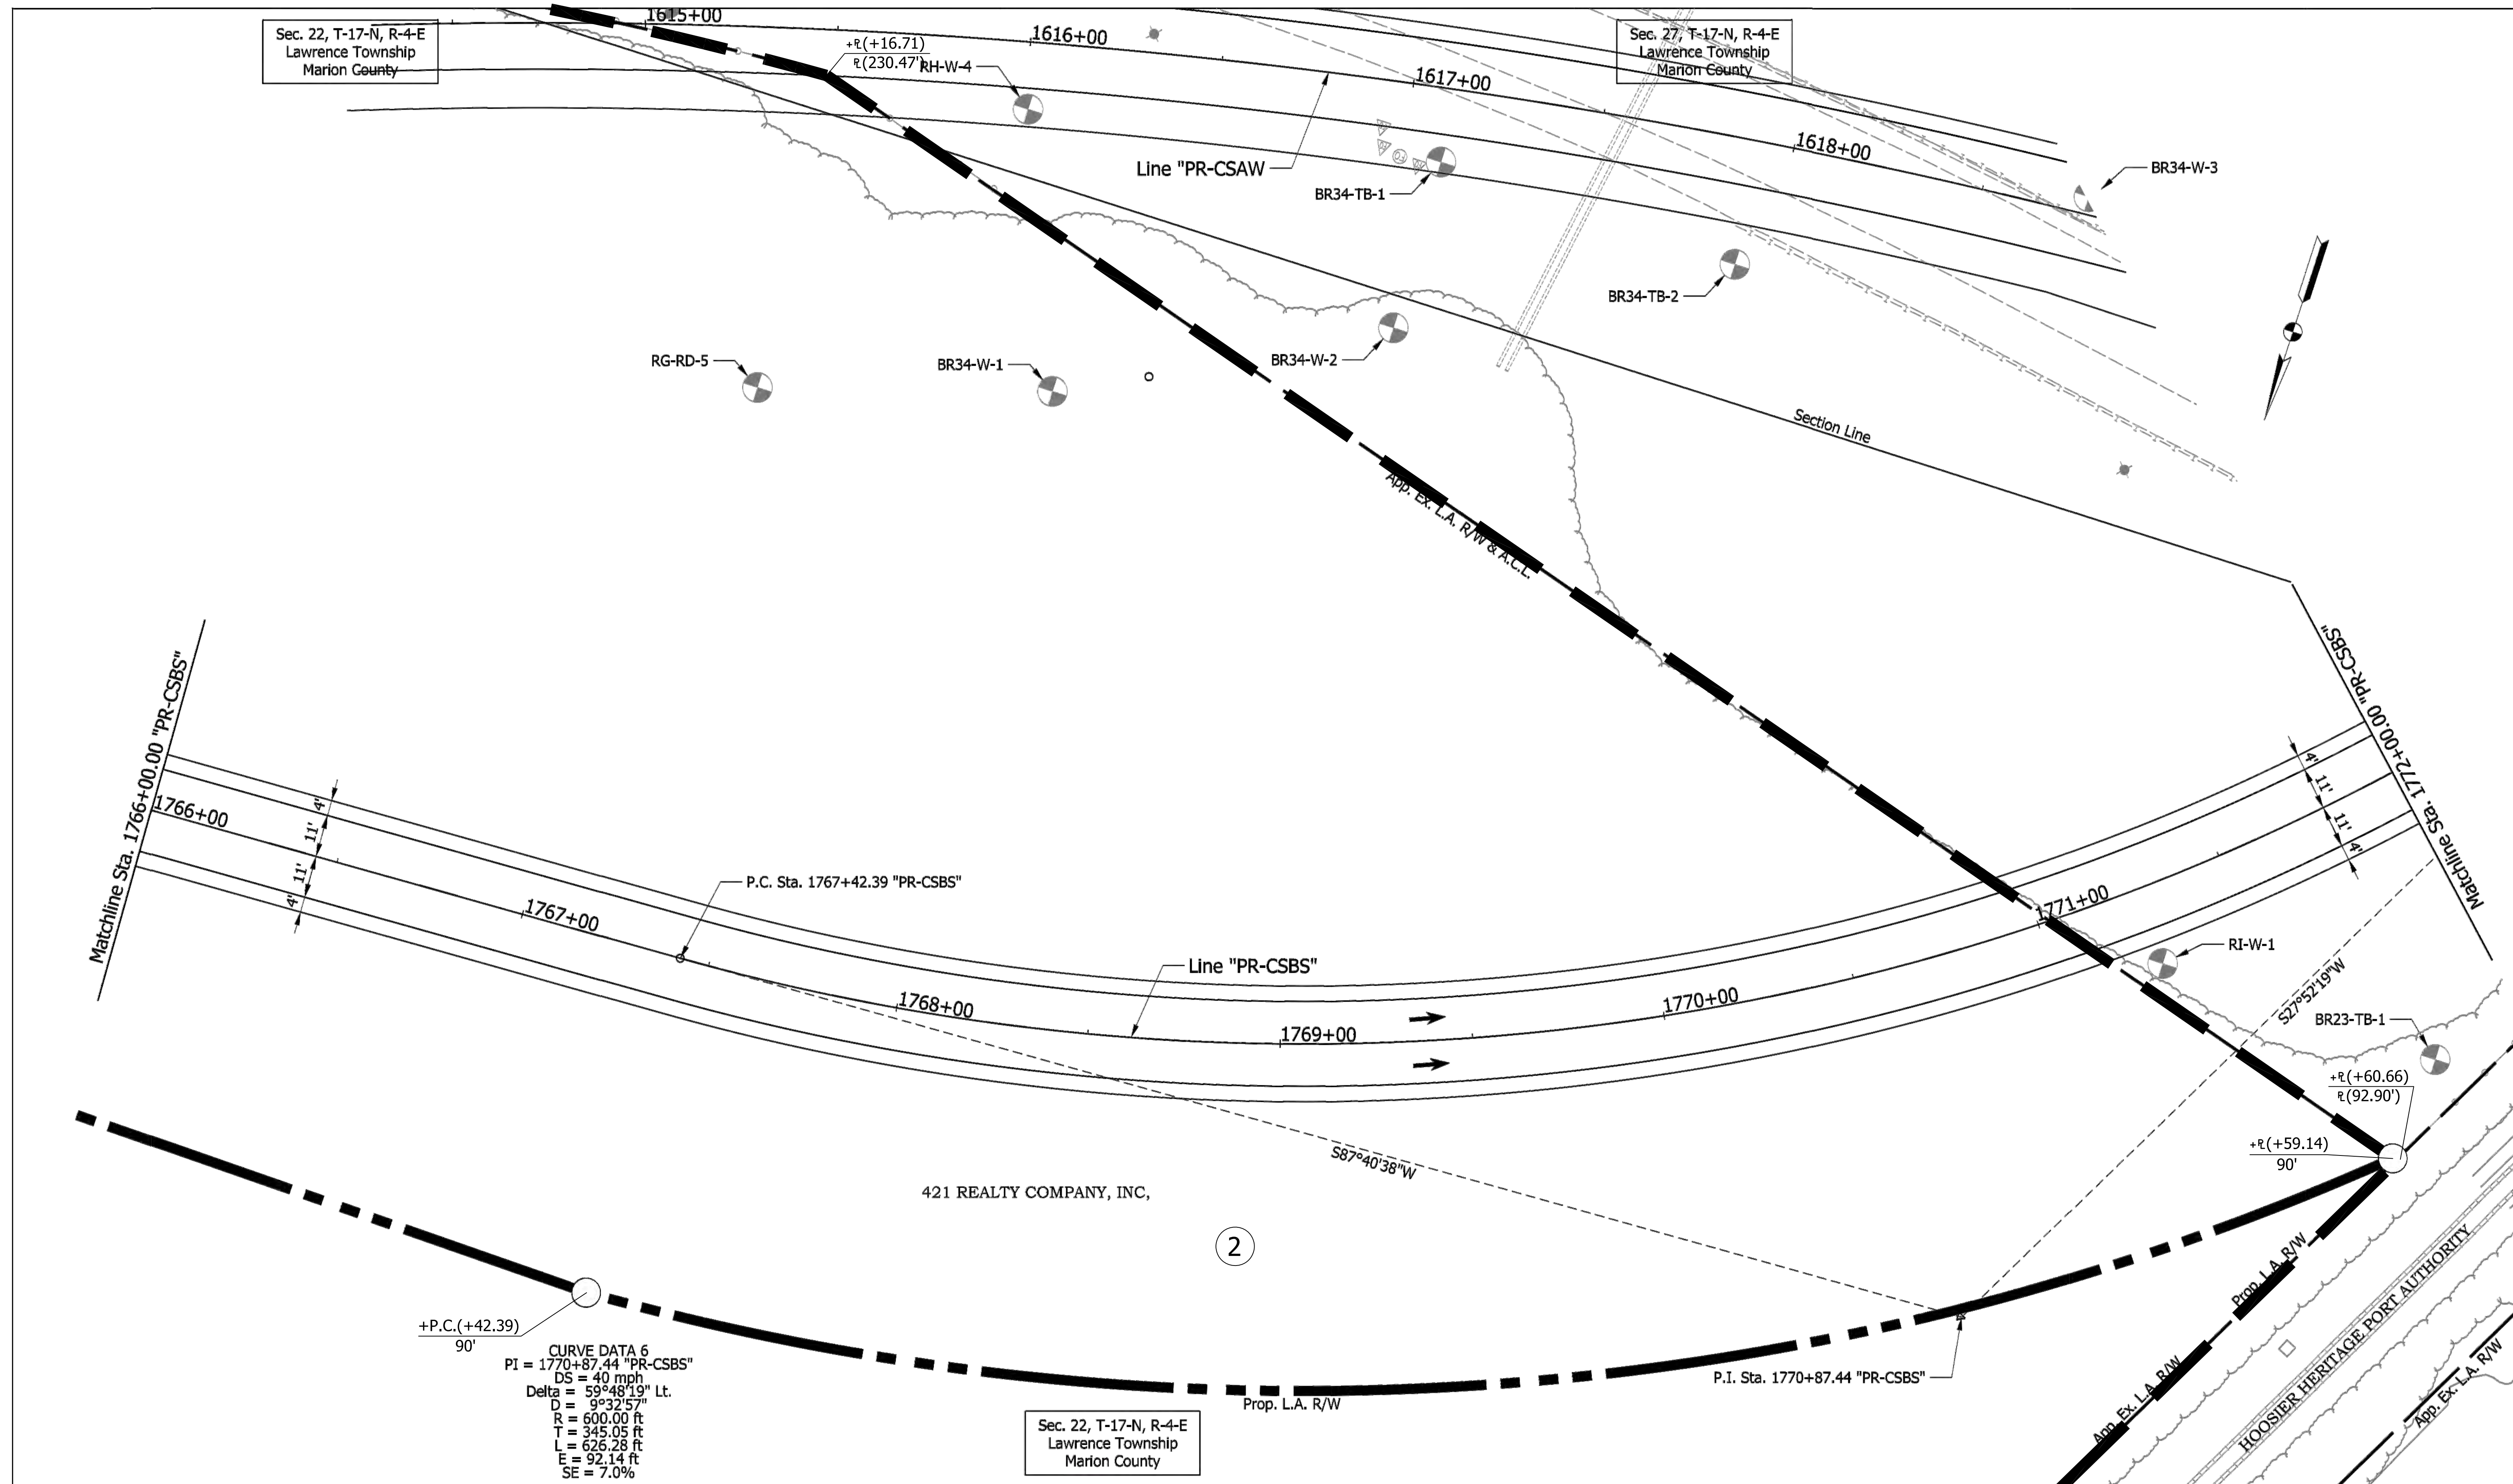 Sec. 22, T-17-N, R-4-E
Lawrence Township
Marion County
1615+00
+℄(+16.71)
℄(230.47')
RH-W-4
1616+00
Sec. 27, T-17-N, R-4-E
Lawrence Township
Marion County
1617+00
1618+00
Line "PR-CSAW
BR34-TB-1
BR34-W-3
BR34-TB-2
RG-RD-5
BR34-W-1
BR34-W-2
Section Line
App. Ex. L.A. R/W & A.C.L.
Matchline Sta. 1766+00.00 "PR-CSBS"
Matchline Sta. 1772+00.00 "PR-CSBS"
4'
11'
11'
4'
4'
11'
11'
4'
1766+00
1767+00
P.C. Sta. 1767+42.39 "PR-CSBS"
1768+00
Line "PR-CSBS"
1769+00
1770+00
1771+00
RI-W-1
S27°52'19"W
BR23-TB-1
+℄(+60.66)
℄(92.90')
+℄(+59.14)
90'
S87°40'38"W
421 REALTY COMPANY, INC,
2
+P.C.(+42.39)
90'
CURVE DATA 6
PI = 1770+87.44 "PR-CSBS"
DS = 40 mph
Delta = 59°48'19" Lt.
D = 9°32'57"
R = 600.00 ft
T = 345.05 ft
L = 626.28 ft
E = 92.14 ft
SE = 7.0%
Prop. L.A. R/W
P.I. Sta. 1770+87.44 "PR-CSBS"
Prop. L.A. R/W
App. Ex. L.A. R/W
HOOSIER HERITAGE PORT AUTHORITY
App. Ex. L.A. R/W
Sec. 22, T-17-N, R-4-E
Lawrence Township
Marion County